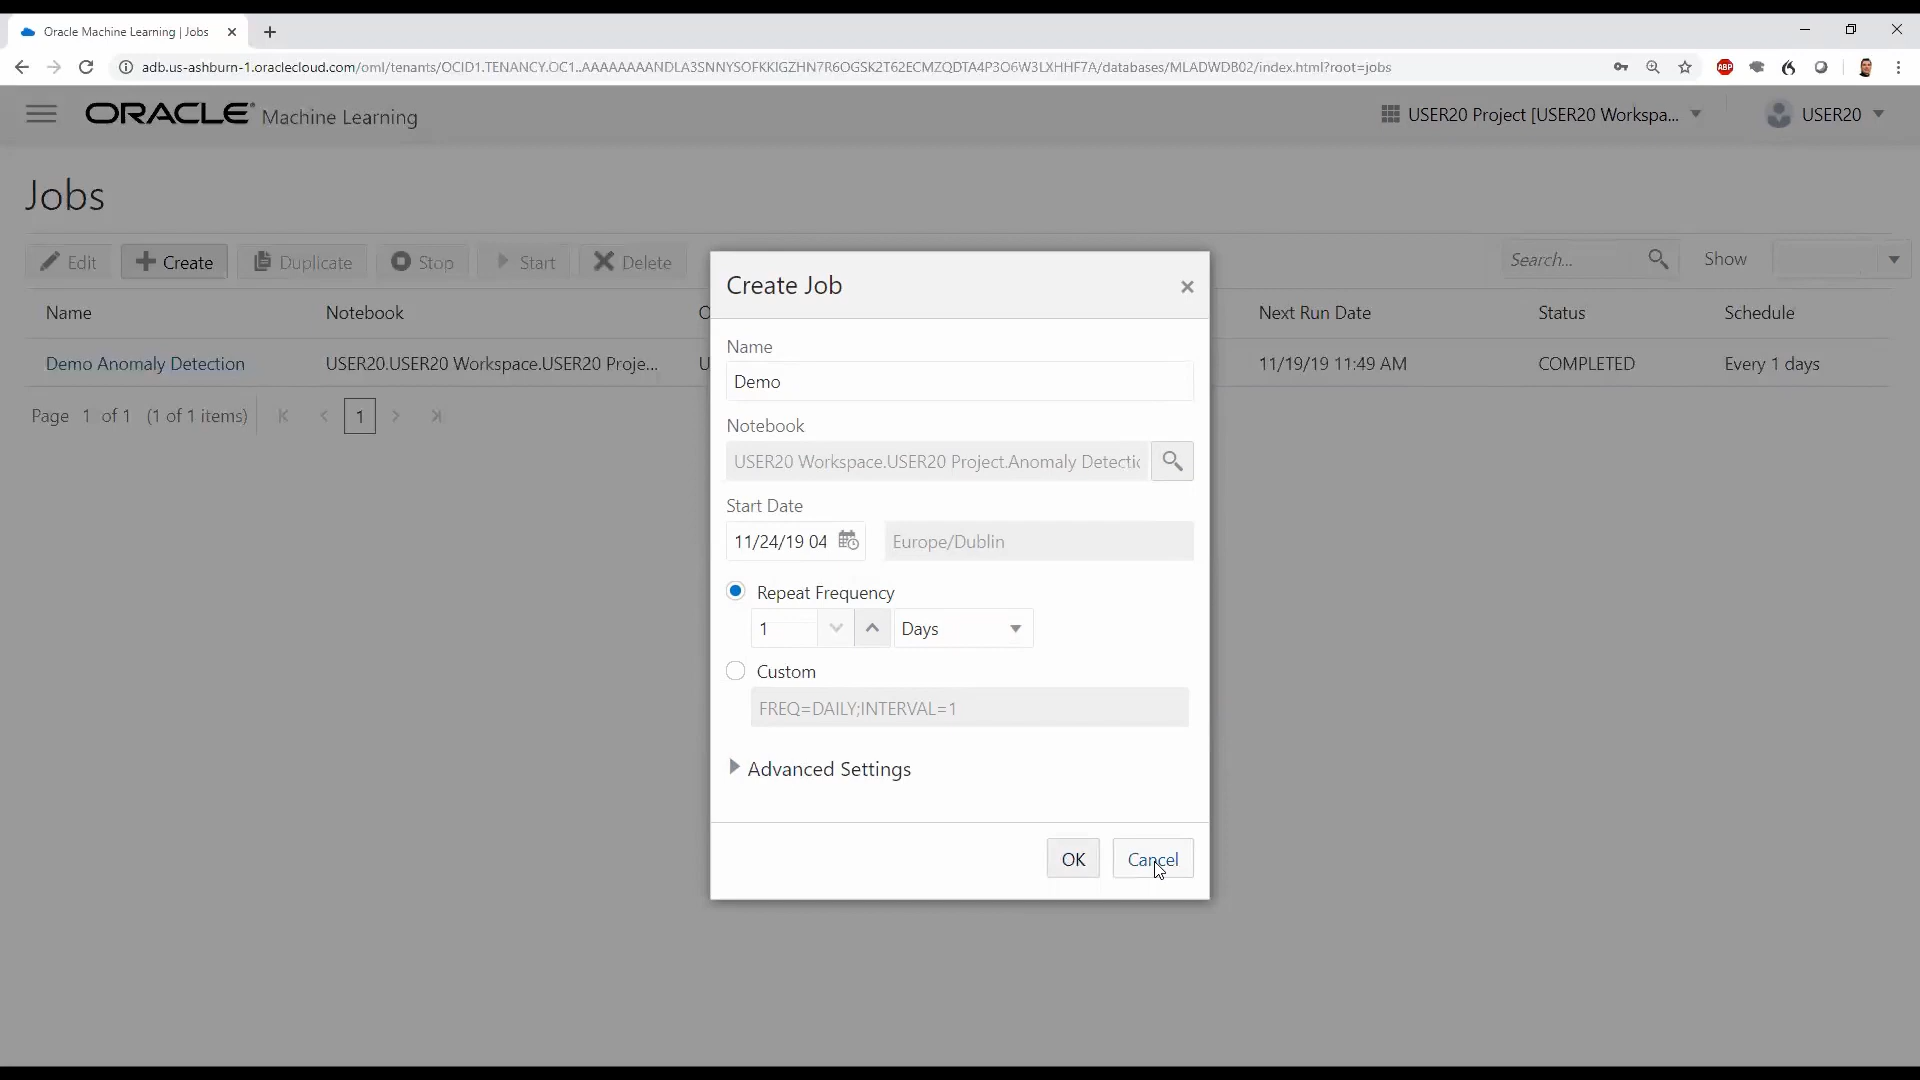 Oracle Machine Learning | Jobs
adb.us-ashburn-1.oraclecloud.com/oml/tenants/OCID1.TENANCY.OC1..AAAAAAAANDLA3SNNYSOFKKIGZHN7R6OGSK2T62ECMZQDTA4P3O6W3LXHHF7A/databases/MLADWDB02/index.html?root=jobs
ABP
ORACLE Machine Learning
USER20 Project [USER20 Workspa...
USER20
Jobs
Edit Create Duplicate Stop Start Delete
Search... Show
Name Notebook O Next Run Date Status Schedule
Demo Anomaly Detection USER20.USER20 Workspace.USER20 Proje... U 11/19/19 11:49 AM COMPLETED Every 1 days
Page 1 of 1 (1 of 1 items) 1
Create Job
Name
Demo
Notebook
USER20 Workspace.USER20 Project.Anomaly Detectic
Start Date
11/24/19 04 Europe/Dublin
Repeat Frequency
1 Days
Custom
FREQ=DAILY;INTERVAL=1
Advanced Settings
OK Cancel